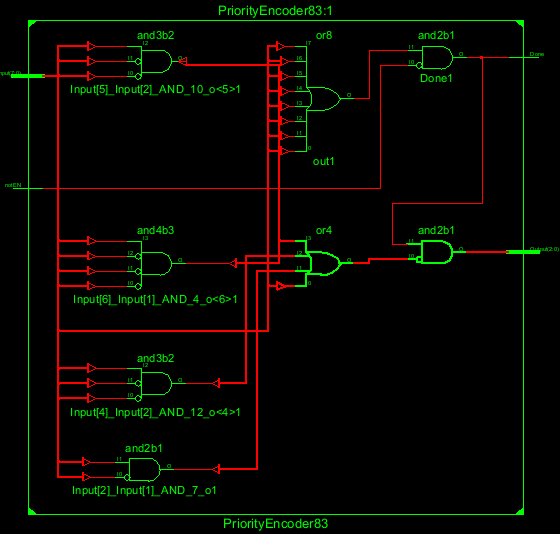 PriorityEncoder83:1
and3b2
or8
and2b1
I2
I7
I1
I1
I6
O
O
Done
I0
I0
I5
Input[5]_Input[2]_AND_10_o<5>1
I4
O
Done1
I3
I2
I1
I0
out1
notEN
and4b3
or4
and2b1
I3
I3
I1
I2
I2
O
Output(2:0)
I1
O
I1
O
I0
I0
I0
Input[6]_Input[1]_AND_4_o<6>1
and3b2
I2
I1
O
I0
Input[4]_Input[2]_AND_12_o<4>1
and2b1
I1
O
I0
Input[2]_Input[1]_AND_7_o1
PriorityEncoder83